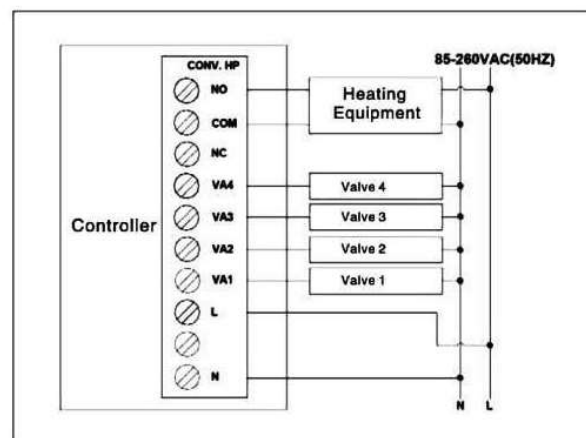 85-260VAC(50HZ)
CONV. HP
NO
Heating
Equipment
COM
NC
VA4
Valve 4
VA3
Valve 3
Controller
VA2
Valve 2
VA1
Valve 1
L
N
N
L